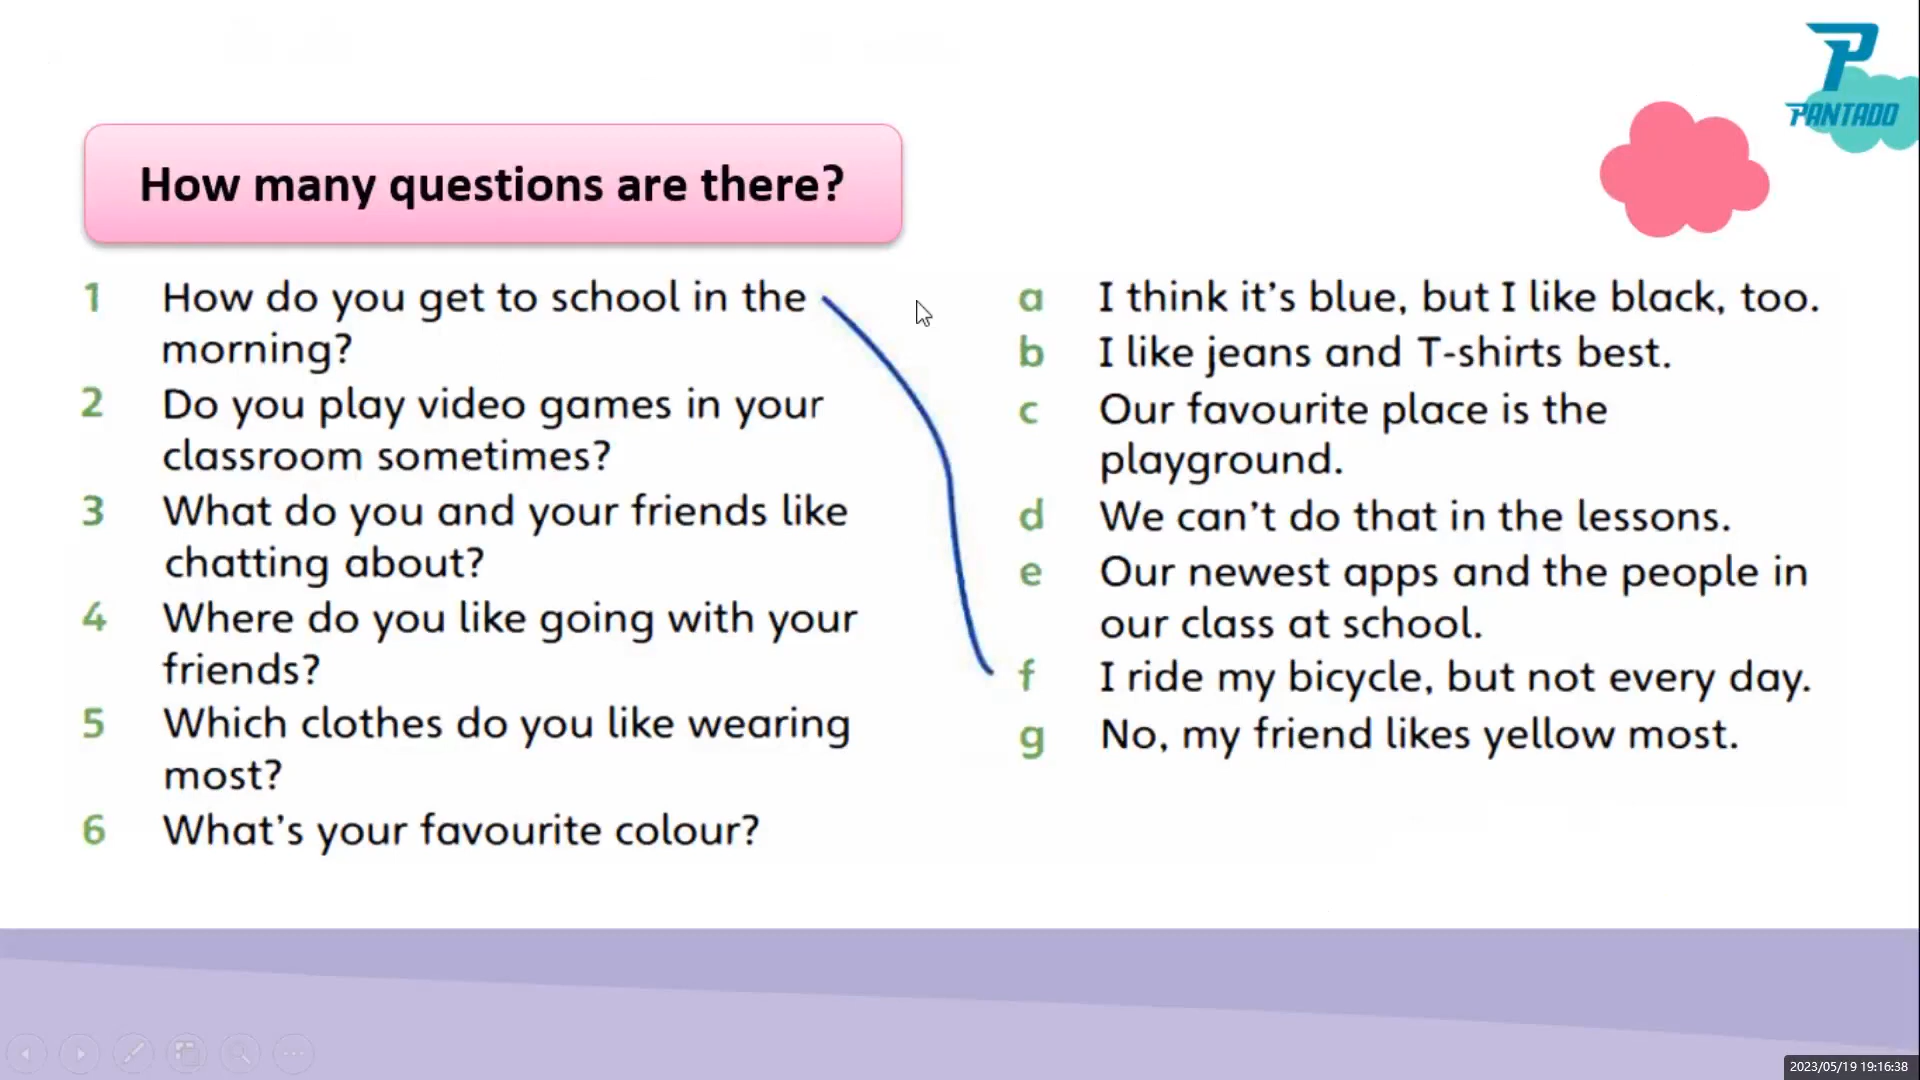 P
PANTADO
How many questions are there?
1 How do you get to school in the
morning?
2 Do you play video games in your
classroom sometimes?
3 What do you and your friends like
chatting about?
4 Where do you like going with your
friends?
5 Which clothes do you like wearing
most?
6 What's your favourite colour?
a I think it's blue, but I like black, too.
b I like jeans and T-shirts best.
c Our favourite place is the
playground.
d We can't do that in the lessons.
e Our newest apps and the people in
our class at school.
f I ride my bicycle, but not every day.
g No, my friend likes yellow most.
2023/05/19 19:16:38